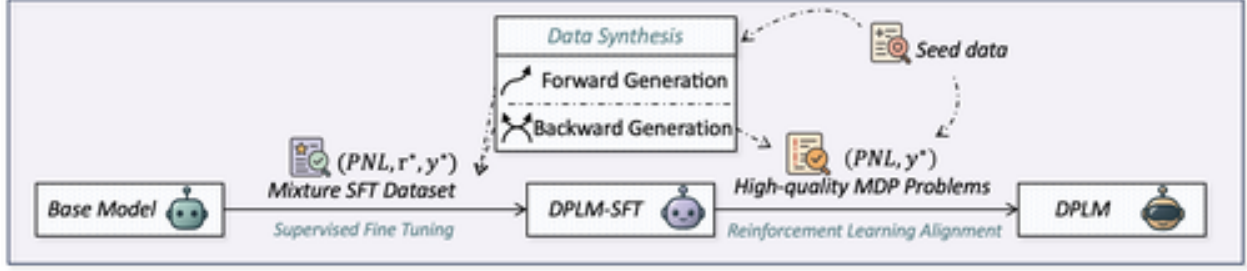 Data Synthesis
Seed data
Forward Generation
Backward Generation
(PNL, r*, y*)
(PNL, y*)
Mixture SFT Dataset
High-quality MDP Problems
Base Model
DPLM-SFT
DPLM
Supervised Fine Tuning
Reinforcement Learning Alignment